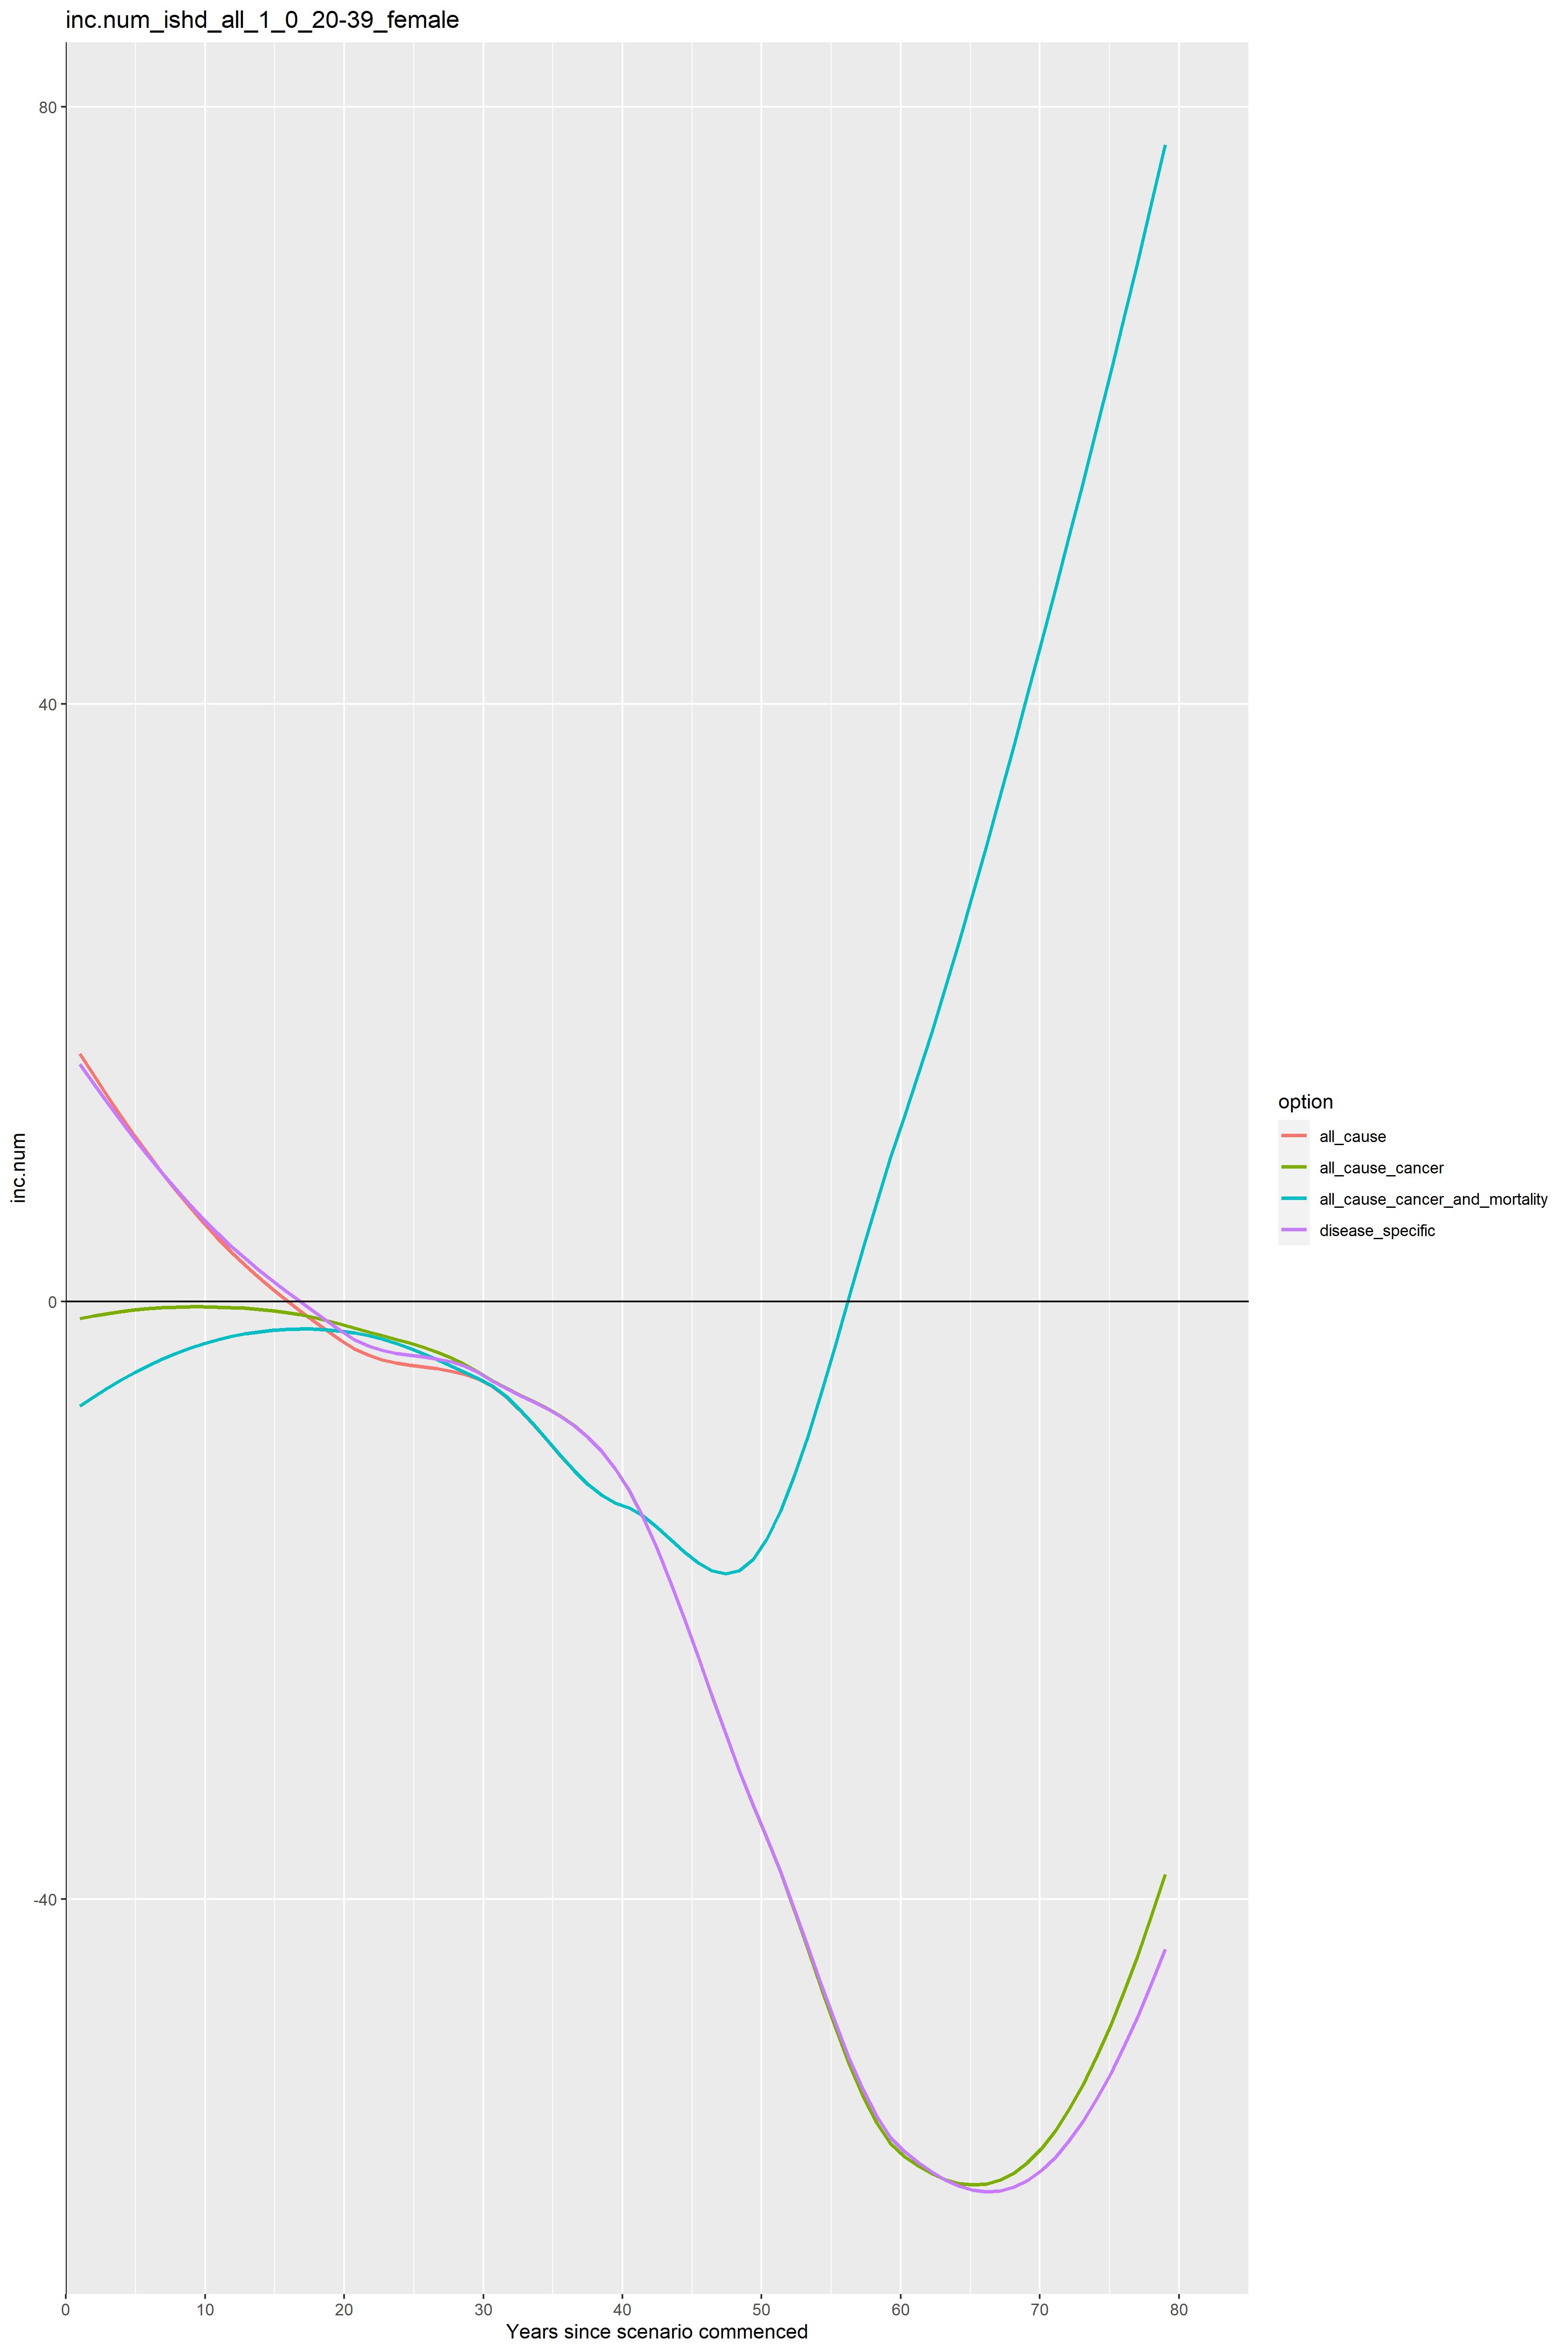 inc.num_ishd_all_1_0_20-39_female
80
40
0
-40
inc.num
0 10 20 30 40 50 60 70 80
Years since scenario commenced
option
all_cause
all_cause_cancer
all_cause_cancer_and_mortality
disease_specific